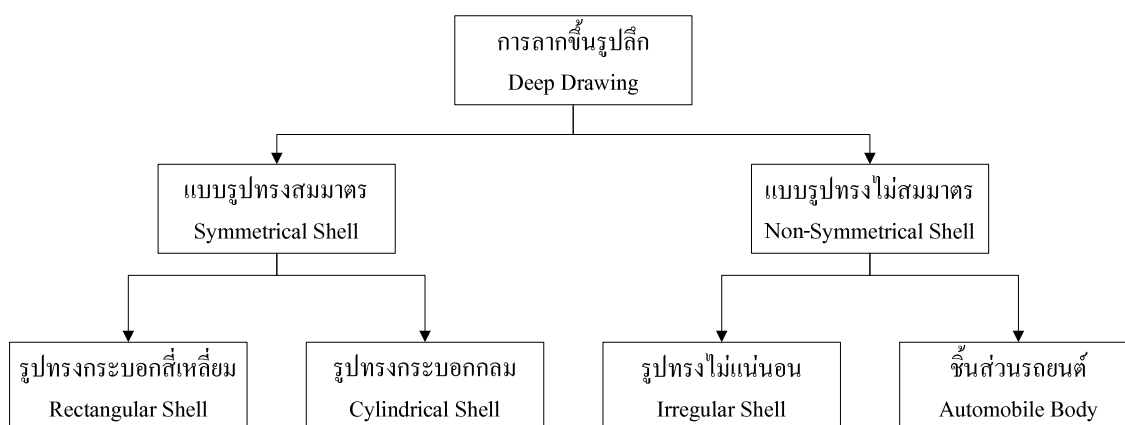 การลากขึ้นรูปลึก
Deep Drawing
แบบรูปทรงสมมาตร
Symmetrical Shell
แบบรูปทรงไม่สมมาตร
Non-Symmetrical Shell
รูปทรงกระบอกสี่เหลี่ยม
Rectangular Shell
รูปทรงกระบอกกลม
Cylindrical Shell
รูปทรงไม่แน่นอน
Irregular Shell
ชิ้นส่วนรถยนต์
Automobile Body